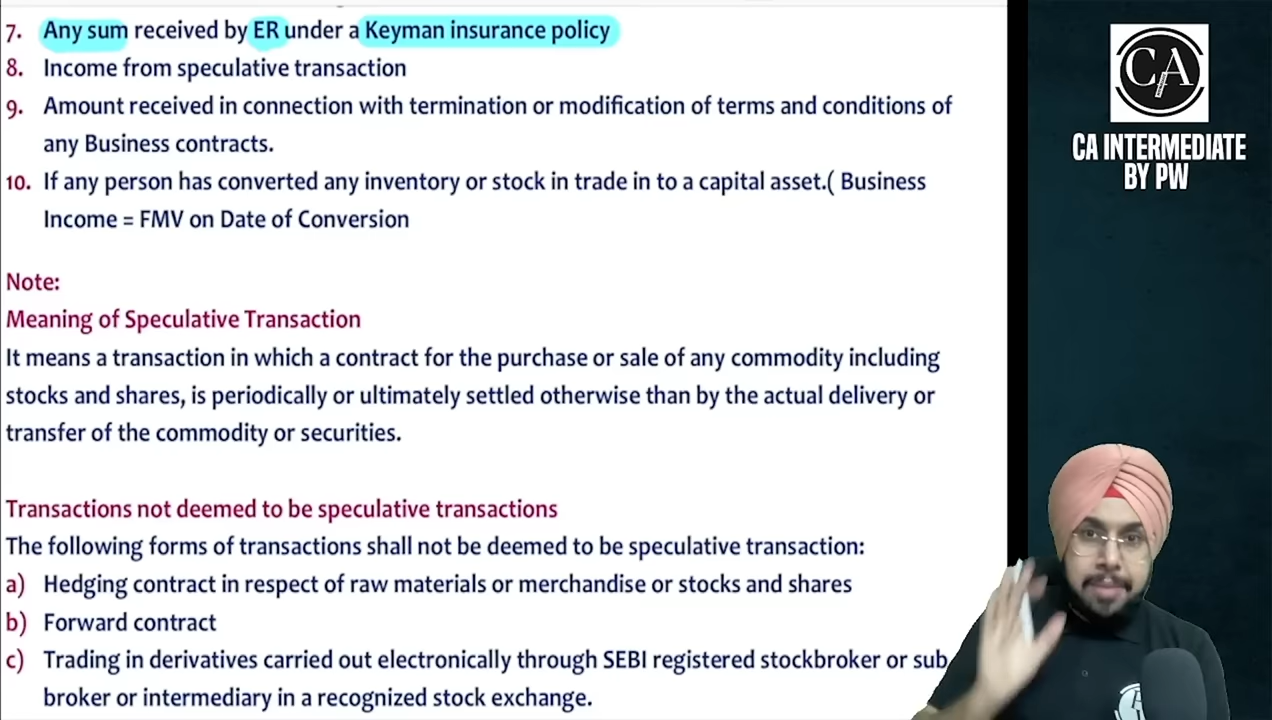 7. Any sum received by ER under a Keyman insurance policy
8. Income from speculative transaction
9. Amount received in connection with termination or modification of terms and conditions of
any Business contracts.
10. If any person has converted any inventory or stock in trade in to a capital asset.( Business
Income = FMV on Date of Conversion
Note:
Meaning of Speculative Transaction
It means a transaction in which a contract for the purchase or sale of any commodity including
stocks and shares, is periodically or ultimately settled otherwise than by the actual delivery or
transfer of the commodity or securities.
Transactions not deemed to be speculative transactions
The following forms of transactions shall not be deemed to be speculative transaction:
a) Hedging contract in respect of raw materials or merchandise or stocks and shares
b) Forward contract
c) Trading in derivatives carried out electronically through SEBI registered stockbroker or sub
broker or intermediary in a recognized stock exchange.
CA
CA INTERMEDIATE
BY PW